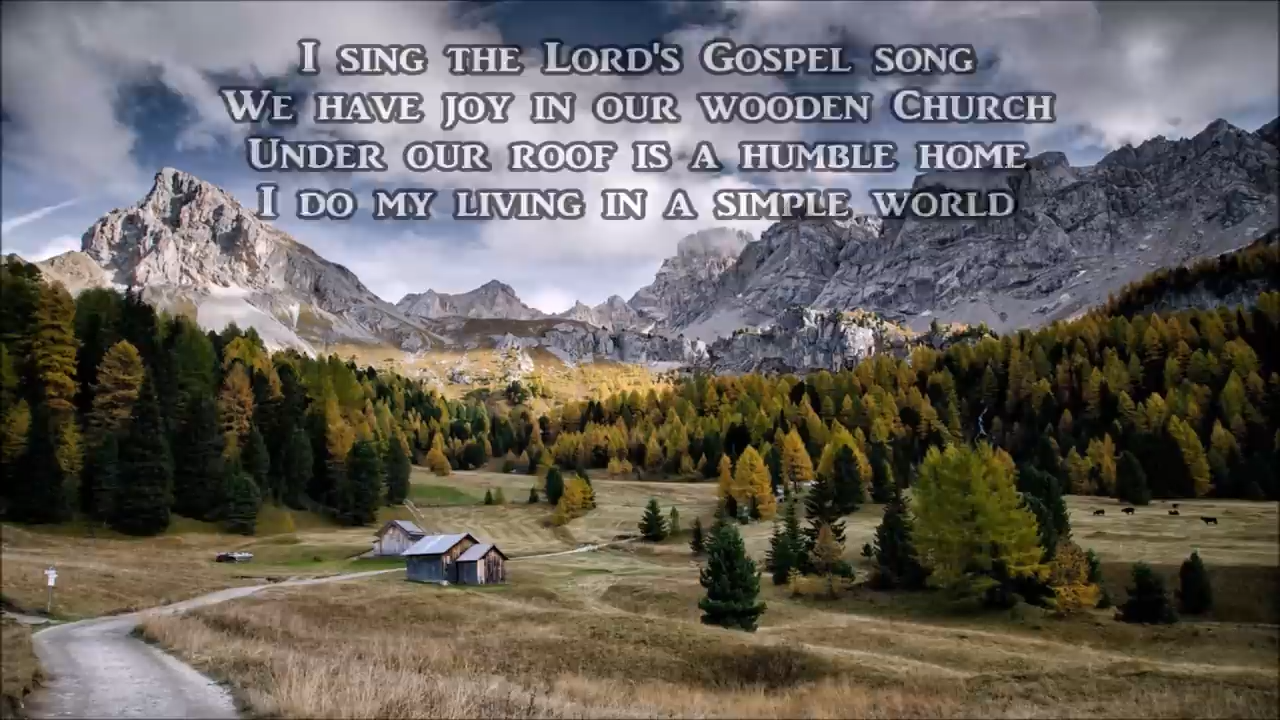 I SING THE LORD'S GOSPEL SONG
WE HAVE JOY IN OUR WOODEN CHURCH
UNDER OUR ROOF IS A HUMBLE HOME
I DO MY LIVING IN A SIMPLE WORLD